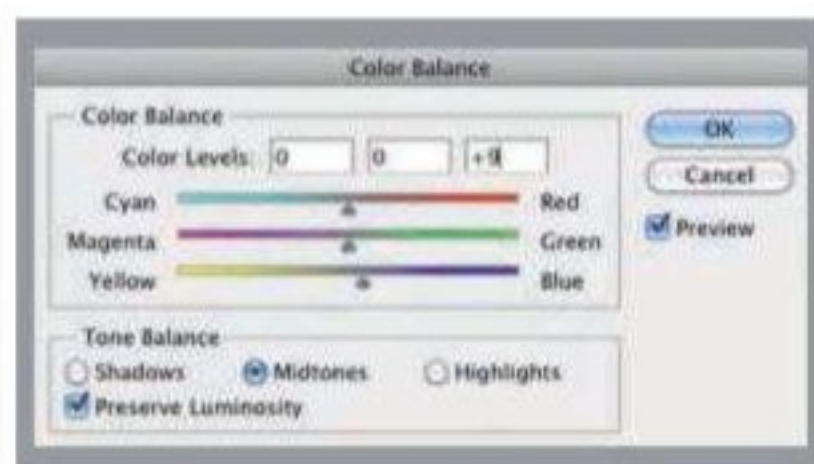 Color Balance
Color Balance
Color Levels: 0 0 +9
Cyan Red
Magenta Green
Yellow Blue
Tone Balance
Shadows Midtones Highlights
Preserve Luminosity
OK
Cancel
Preview